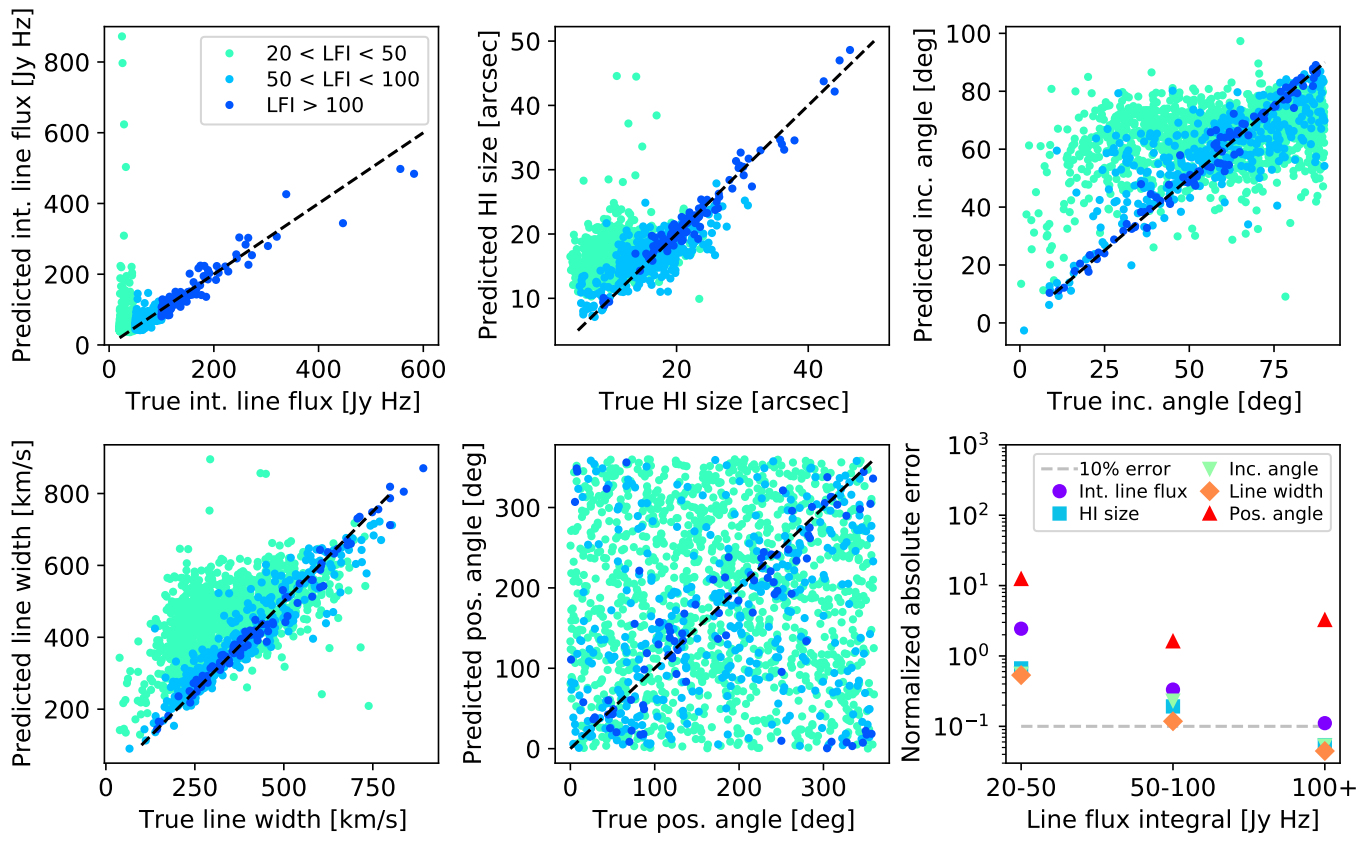 Predicted int. line flux [Jy Hz]
800
600
400
200
0
20 < LFI < 50
50 < LFI < 100
LFI > 100
0 200 400 600
True int. line flux [Jy Hz]
Predicted HI size [arcsec]
50
40
30
20
10
20 40
True HI size [arcsec]
Predicted inc. angle [deg]
100
80
60
40
20
0
0 25 50 75
True inc. angle [deg]
Predicted line width [km/s]
800
600
400
200
0 250 500 750
True line width [km/s]
Predicted pos. angle [deg]
300
200
100
0
0 100 200 300
True pos. angle [deg]
Normalized absolute error
10³
10²
10¹
10⁰
10⁻¹
10% error
Int. line flux
HI size
Inc. angle
Line width
Pos. angle
20-50 50-100 100+
Line flux integral [Jy Hz]